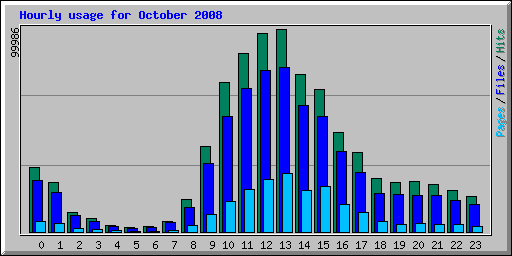 Hourly usage for October 2008
99986
Pages / Files / Hits
0 1 2 3 4 5 6 7 8 9 10 11 12 13 14 15 16 17 18 19 20 21 22 23